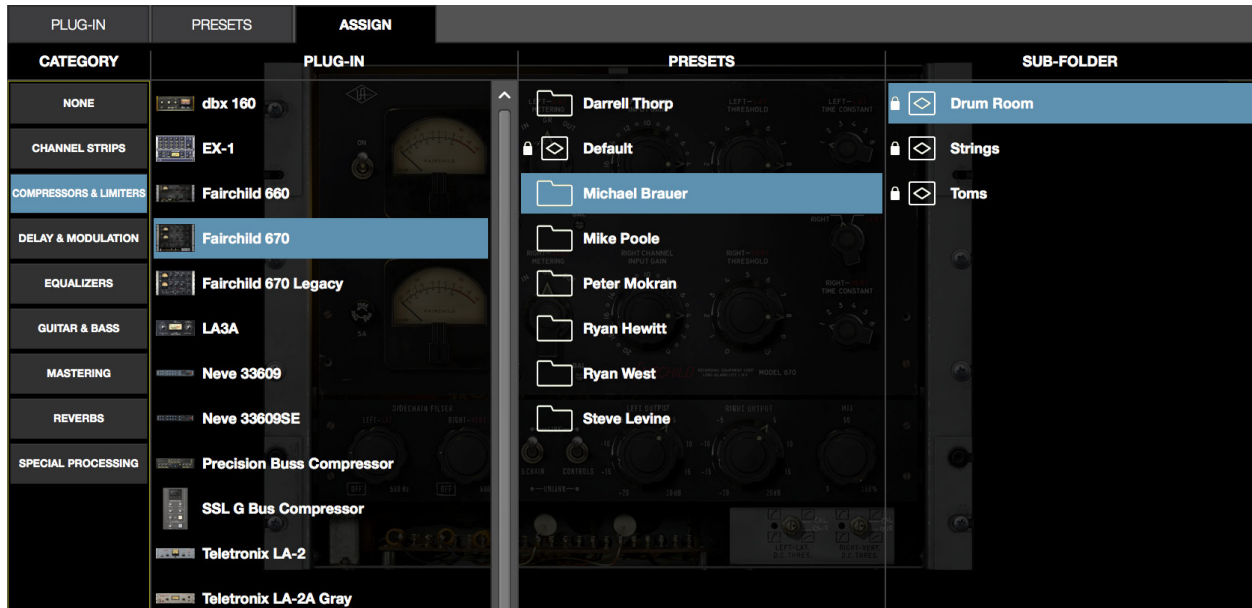 PLUG-IN
PRESETS
ASSIGN
CATEGORY
PLUG-IN
PRESETS
SUB-FOLDER
NONE
CHANNEL STRIPS
COMPRESSORS & LIMITERS
DELAY & MODULATION
EQUALIZERS
GUITAR & BASS
MASTERING
REVERBS
SPECIAL PROCESSING
dbx 160
EX-1
Fairchild 660
Fairchild 670
Fairchild 670 Legacy
LA3A
Neve 33609
Neve 33609SE
Precision Buss Compressor
SSL G Bus Compressor
Teletronix LA-2
Teletronix LA-2A Gray
Darrell Thorp
Default
Michael Brauer
Mike Poole
Peter Mokran
Ryan Hewitt
Ryan West
Steve Levine
Drum Room
Strings
Toms